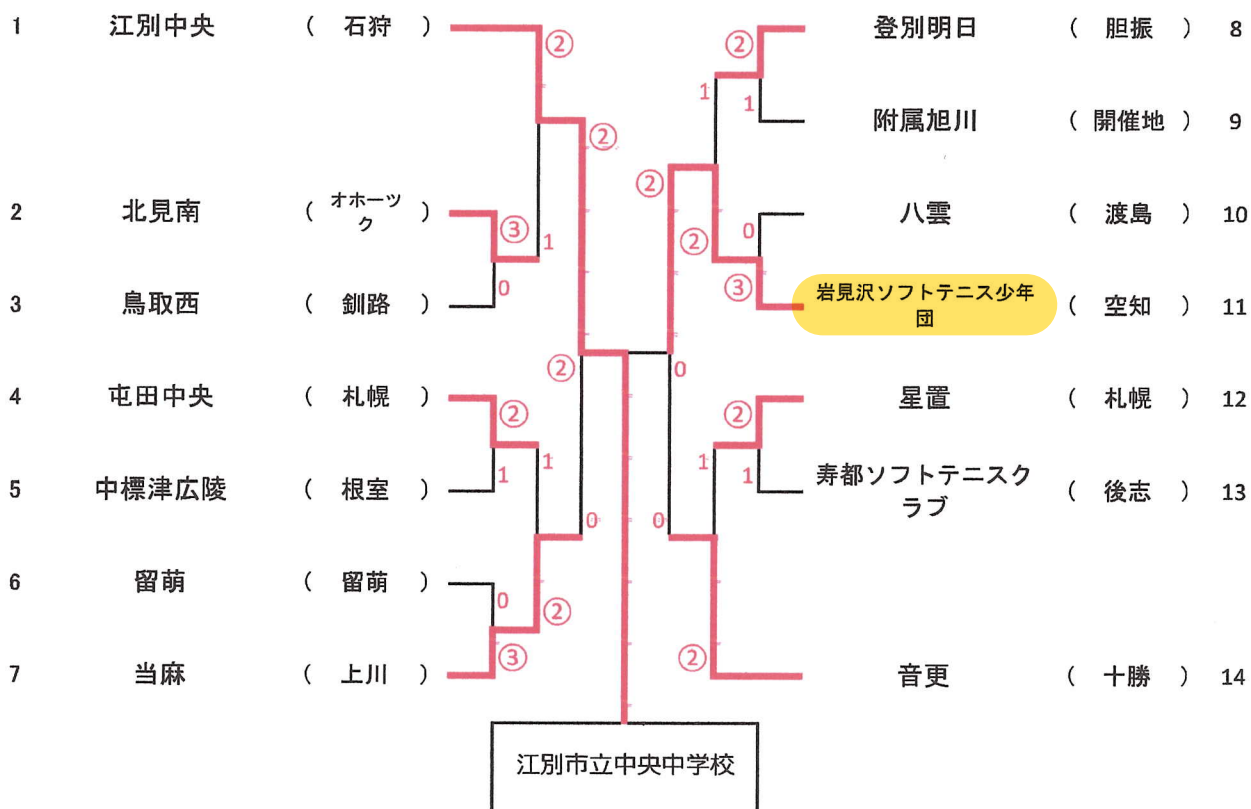 1 江別中央 ( 石狩 ) ② ② 登別明日 ( 胆振 ) 8
1 1 附属旭川 ( 開催地 ) 9
②
② 
2 北見南 ( オホーツ
ク ) ③ 1 ② 0 八雲 ( 渡島 ) 10
3 鳥取西 ( 釧路 ) 0 ③ 岩見沢ソフトテニス少年
団 ( 空知 ) 11
② 0
4 屯田中央 ( 札幌 ) ② ② 星置 ( 札幌 ) 12
5 中標津広陵 ( 根室 ) 1 1 1 1 寿都ソフトテニスク
ラブ ( 後志 ) 13
0 0
6 留萌 ( 留萌 ) 0 ②
7 当麻 ( 上川 ) ③ ② 音更 ( 十勝 ) 14
江別市立中央中学校